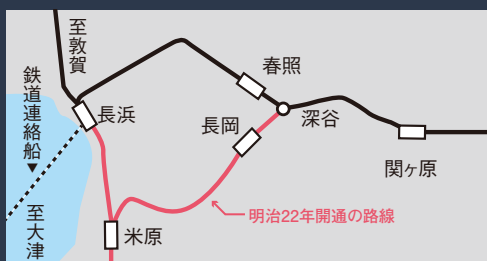 至敦賀
鉄道連絡船▼
至大津
長浜
春照
長岡
深谷
関ヶ原
米原
明治22年開通の路線